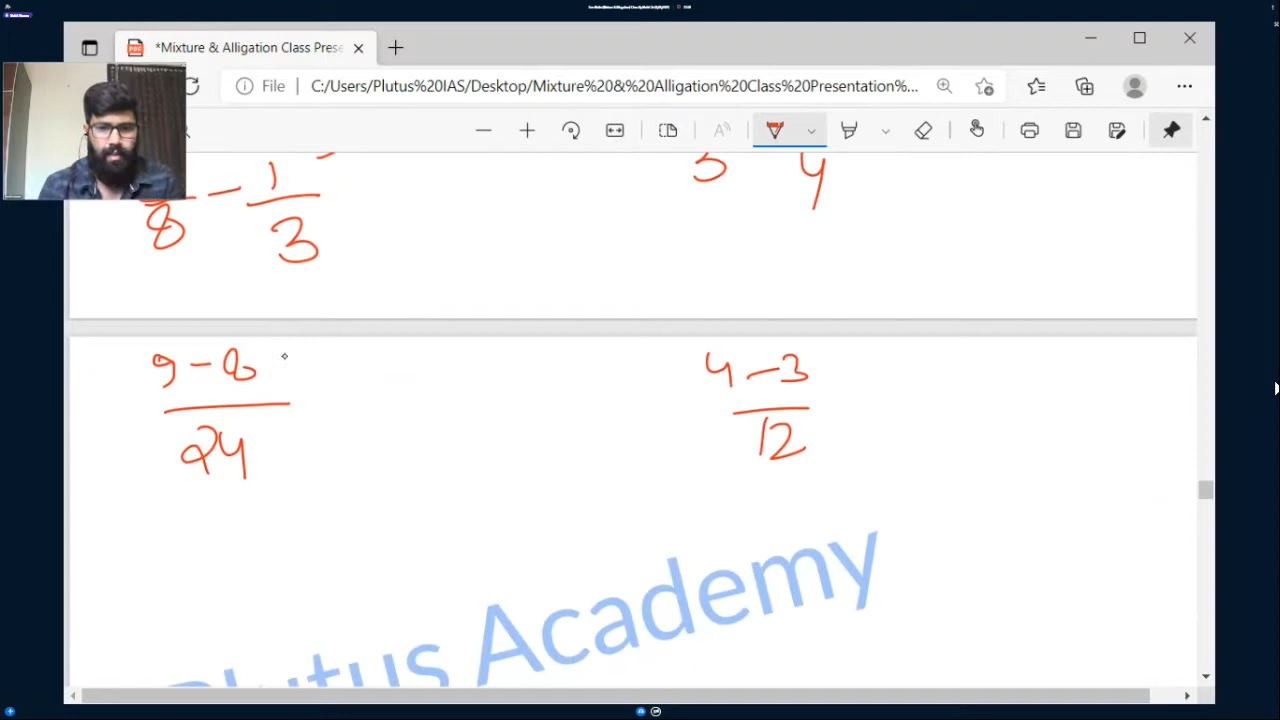 *Mixture & Alligation Class Prese
File C:/Users/Plutus%20IAS/Desktop/Mixture%20&%20Alligation%20Class%20Presentation%...
1
8 - 3
3 4
9 - 8
24
4 - 3
12
Plutus Academy